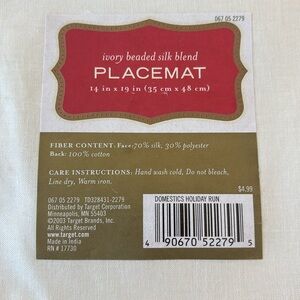 067 05 2279
ivory beaded silk blend
PLACEMAT
14 in x 19 in (35 cm x 48 cm)
FIBER CONTENT: Face-70% silk, 30% polyester
Back: 100% cotton
CARE INSTRUCTIONS: Hand wash cold, Do not bleach,
Line dry, Warm iron.
$4.99
067 05 2279 TD328431-2279
Distributed by Target Corporation
Minneapolis, MN 55403
©2003 Target Brands, Inc.
All Rights Reserved
www.target.com
Made in India
RN # 17730
DOMESTICS HOLIDAY RUN
4 90670 52279 5